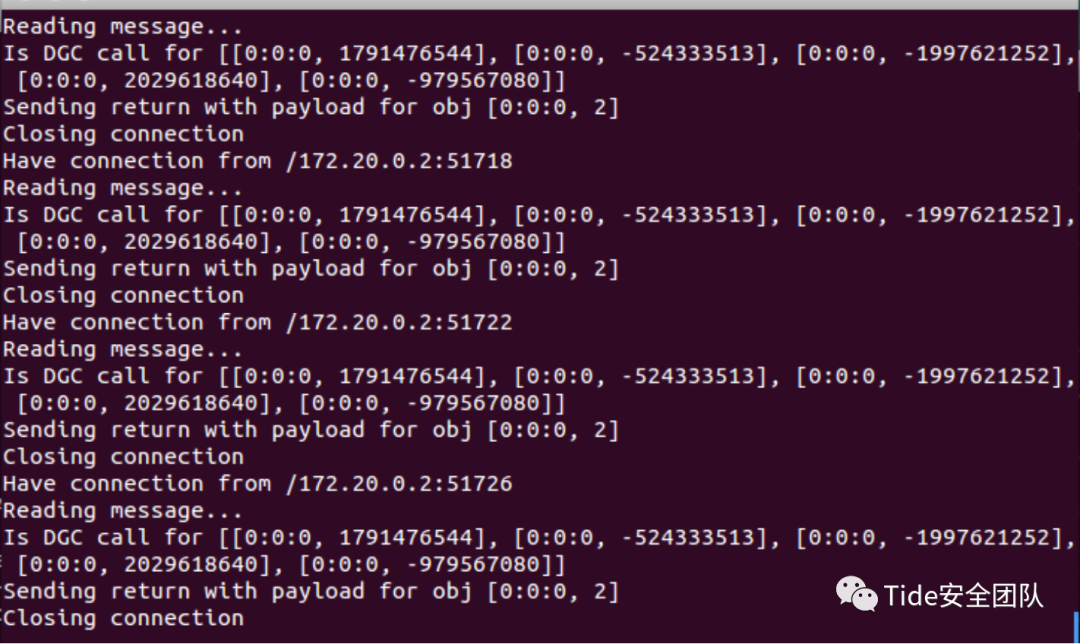 Reading message...
Is DGC call for [[0:0:0, 1791476544], [0:0:0, -524333513], [0:0:0, -1997621252],
[0:0:0, 2029618640], [0:0:0, -979567080]]
Sending return with payload for obj [0:0:0, 2]
Closing connection
Have connection from /172.20.0.2:51718
Reading message...
Is DGC call for [[0:0:0, 1791476544], [0:0:0, -524333513], [0:0:0, -1997621252],
[0:0:0, 2029618640], [0:0:0, -979567080]]
Sending return with payload for obj [0:0:0, 2]
Closing connection
Have connection from /172.20.0.2:51722
Reading message...
Is DGC call for [[0:0:0, 1791476544], [0:0:0, -524333513], [0:0:0, -1997621252],
[0:0:0, 2029618640], [0:0:0, -979567080]]
Sending return with payload for obj [0:0:0, 2]
Closing connection
Have connection from /172.20.0.2:51726
Reading message...
Is DGC call for [[0:0:0, 1791476544], [0:0:0, -524333513], [0:0:0, -1997621252],
[0:0:0, 2029618640], [0:0:0, -979567080]]
Sending return with payload for obj [0:0:0, 2]
Closing connection
Tide安全团队